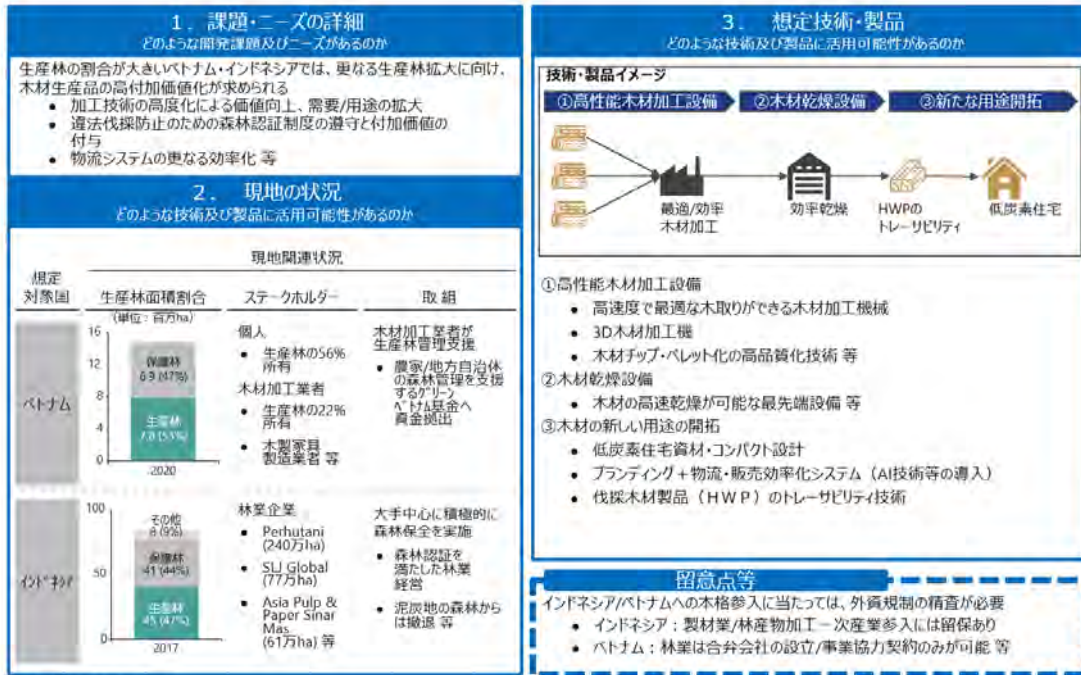 1. 課題・ニーズの詳細
どのような開発課題及びニーズがあるのか
生産林の割合が大きいベトナム・インドネシアでは、更なる生産林拡大に向け、
木材生産品の高付加価値化が求められる
• 加工技術の高度化による価値向上、需要/用途の拡大
• 違法伐採防止のための森林認証制度の遵守と付加価値の
付与
• 物流システムの更なる効率化 等
2. 現地の状況
どのような技術及び製品に活用可能性があるのか
現地関連状況
想定
対象国
生産林面積割合
ステークホルダー
取組
(単位:百万ha)
ベトナム
16
12
8
4
0
保護林
6.9 (47%)
生産林
7.8 (53%)
2020
個人
• 生産林の56%
所有
木材加工業者
• 生産林の22%
所有
• 木製家具
製造業者 等
木材加工業者が
生産林管理支援
• 農家/地方自治体
の森林管理を支援
するグリーン
ベトナム基金へ
資金拠出
インドネシア
100
50
0
その他
8 (9%)
保護林
41 (44%)
生産林
45 (47%)
2017
林業企業
• Perhutani
(240万ha)
• SLJ Global
(77万ha)
• Asia Pulp &
Paper Sinar
Mas
(61万ha) 等
大手中心に積極的に
森林保全を実施
• 森林認証を
満たした林業
経営
• 泥炭地の森林から
は撤退 等
3. 想定技術・製品
どのような技術及び製品に活用可能性があるのか
技術・製品イメージ
①高性能木材加工設備
②木材乾燥設備
③新たな用途開拓
最適/効率
木材加工
効率乾燥
HWPの
トレーサビリティ
低炭素住宅
①高性能木材加工設備
• 高速度で最適な木取りができる木材加工機械
• 3D木材加工機
• 木材チップ・ペレット化の高品質化技術 等
②木材乾燥設備
• 木材の高速乾燥が可能な最先端設備 等
③木材の新しい用途の開拓
• 低炭素住宅資材・コンパクト設計
• ブランディング+物流・販売効率化システム(AI技術等の導入)
• 伐採木材製品(HWP)のトレーサビリティ技術
留意点等
インドネシア/ベトナムへの本格参入に当たっては、外資規制の精査が必要
• インドネシア:製材業/林産物加工一次産業参入には留保あり
• ベトナム:林業は合弁会社の設立/事業協力契約のみが可能 等